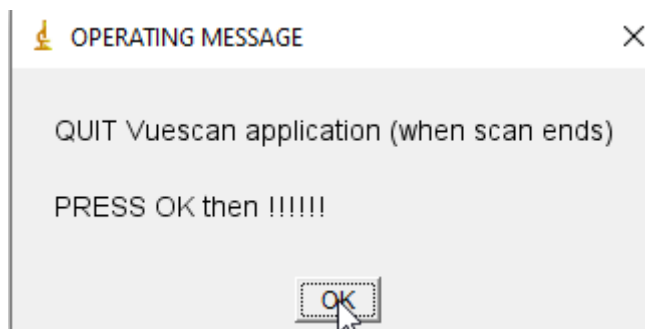 OPERATING MESSAGE
QUIT Vuescan application (when scan ends)
PRESS OK then !!!!!!
OK